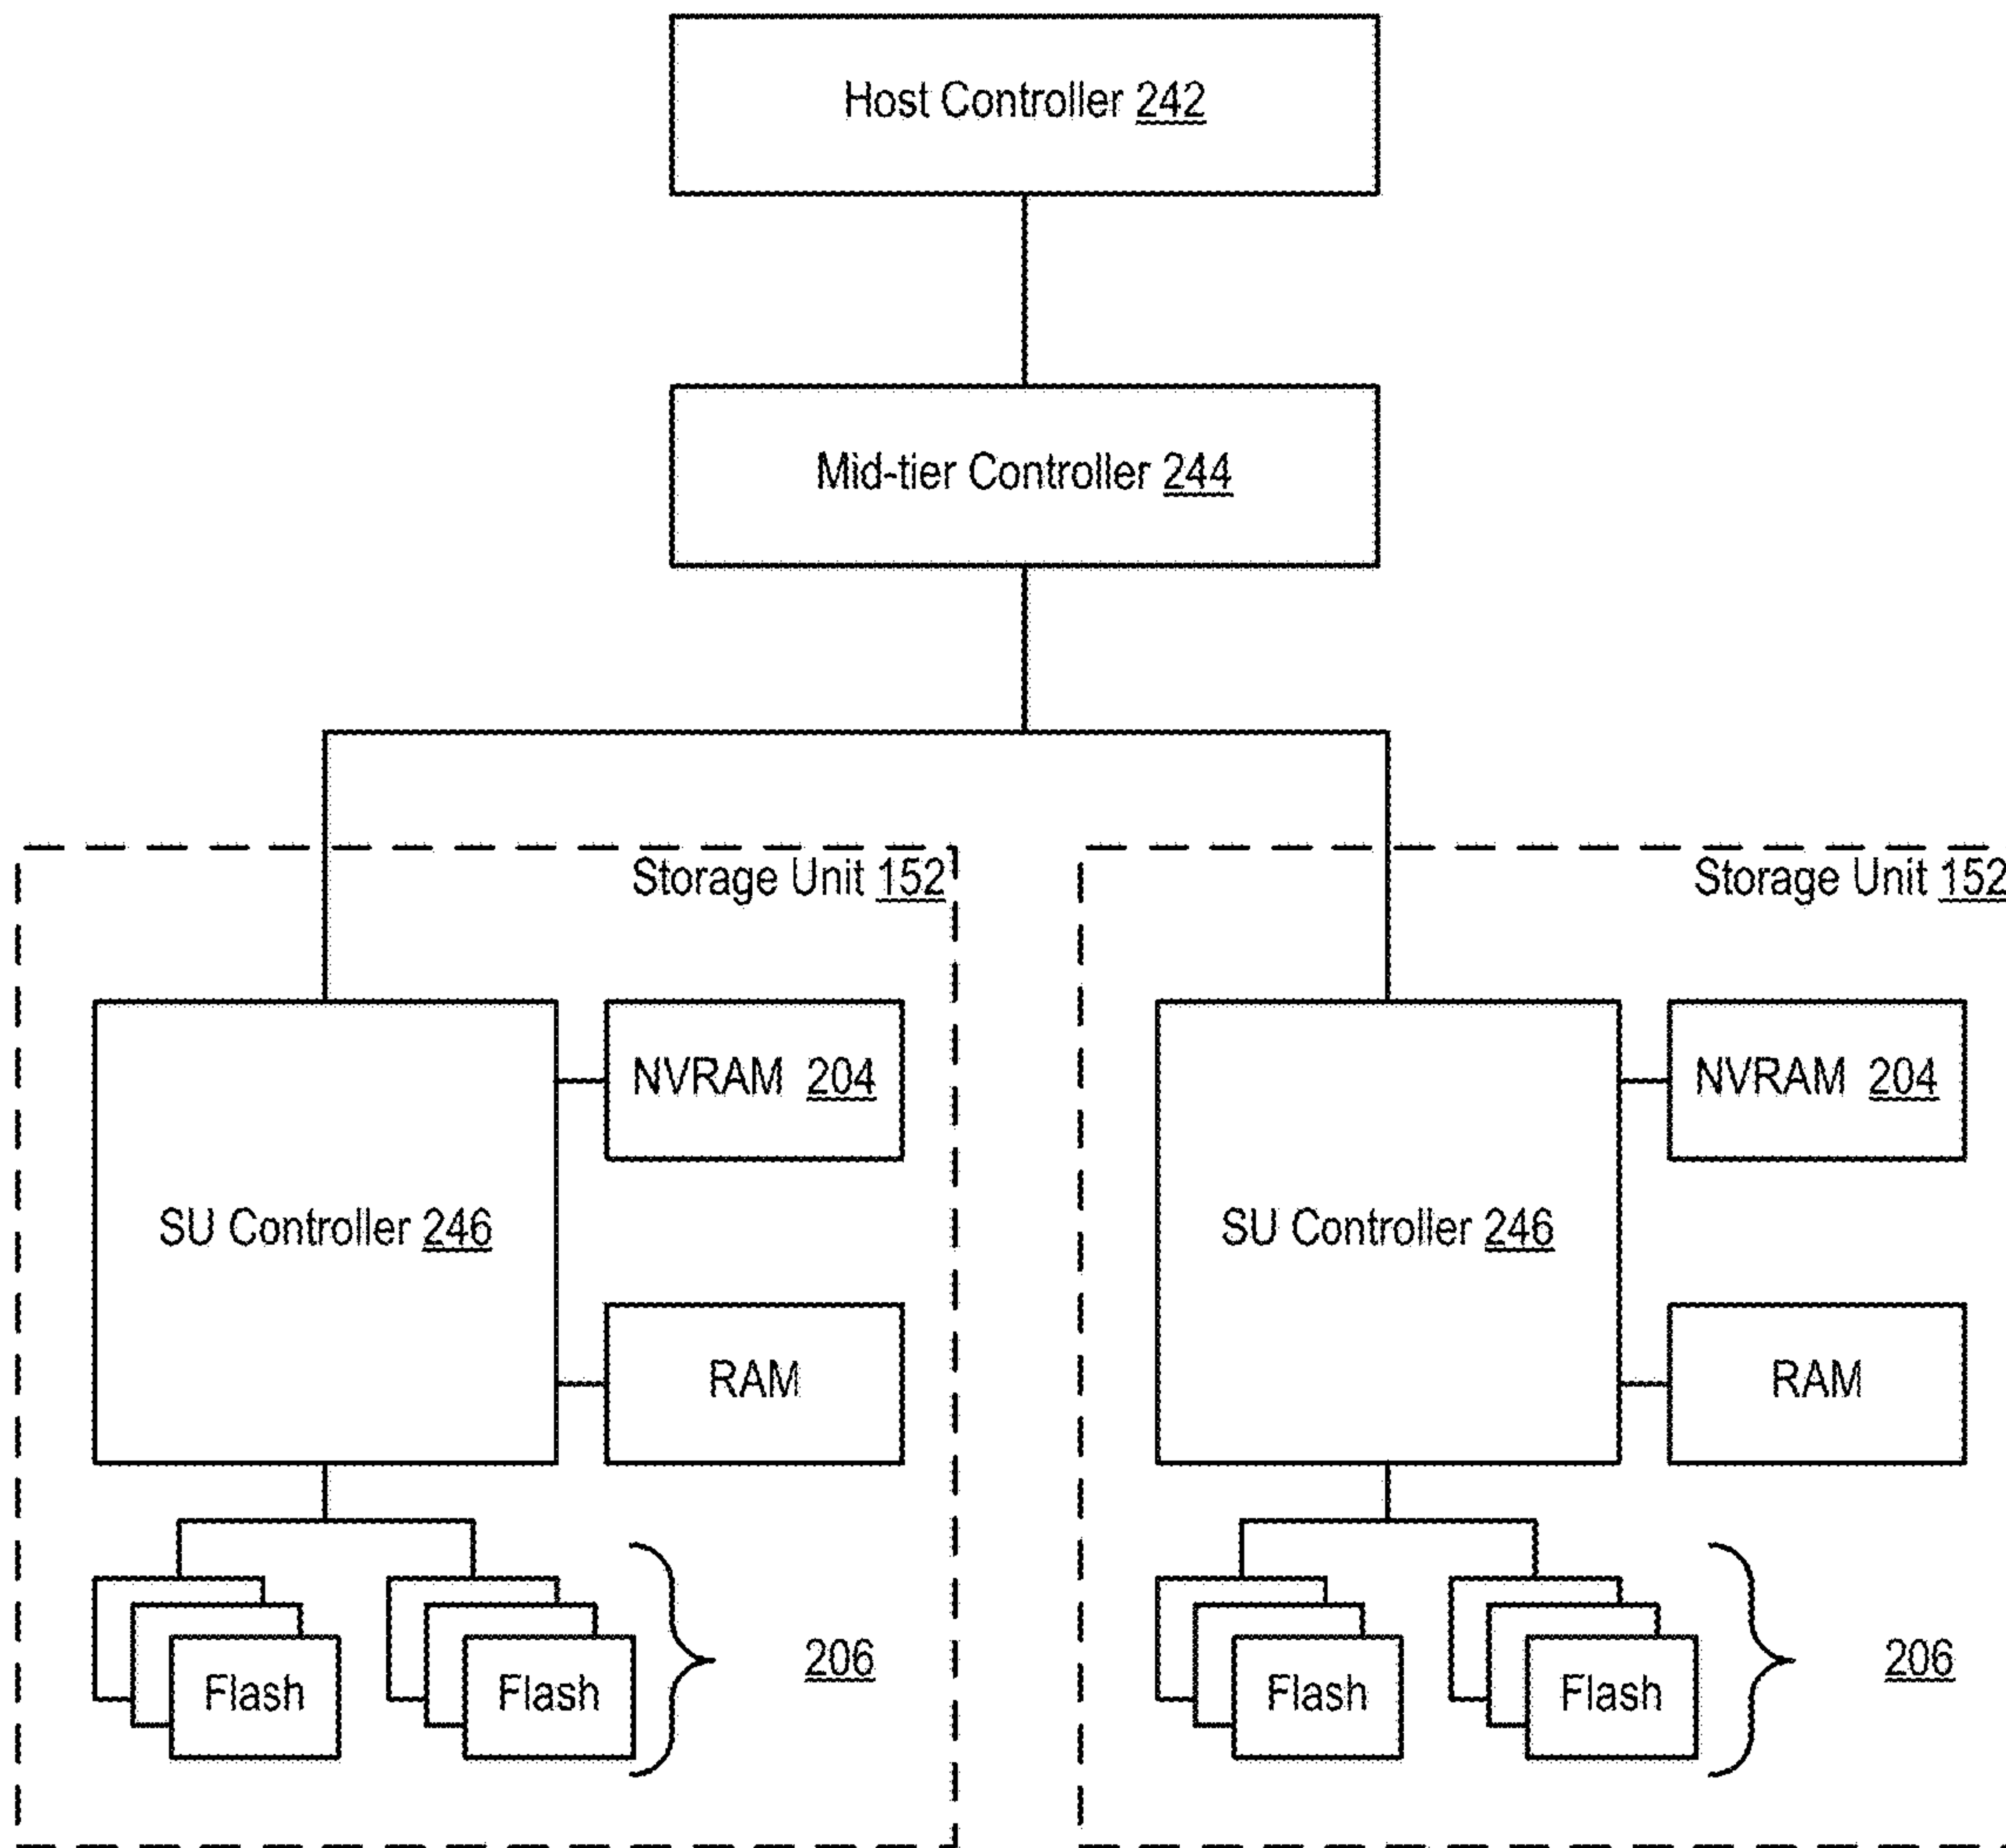 Host Controller 242
Mid-tier Controller 244
Storage Unit 152
Storage Unit 152
NVRAM 204
NVRAM 204
SU Controller 246
SU Controller 246
RAM
RAM
206
206
Flash
Flash
Flash
Flash